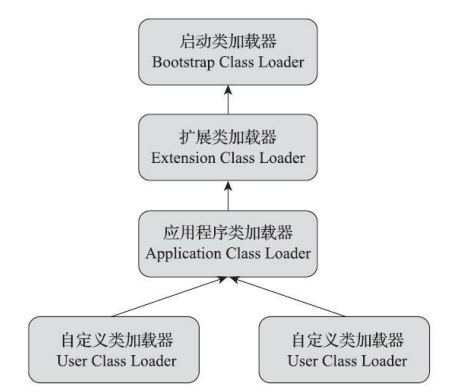 启动类加载器
Bootstrap Class Loader
扩展类加载器
Extension Class Loader
应用程序类加载器
Application Class Loader
自定义类加载器
User Class Loader
自定义类加载器
User Class Loader